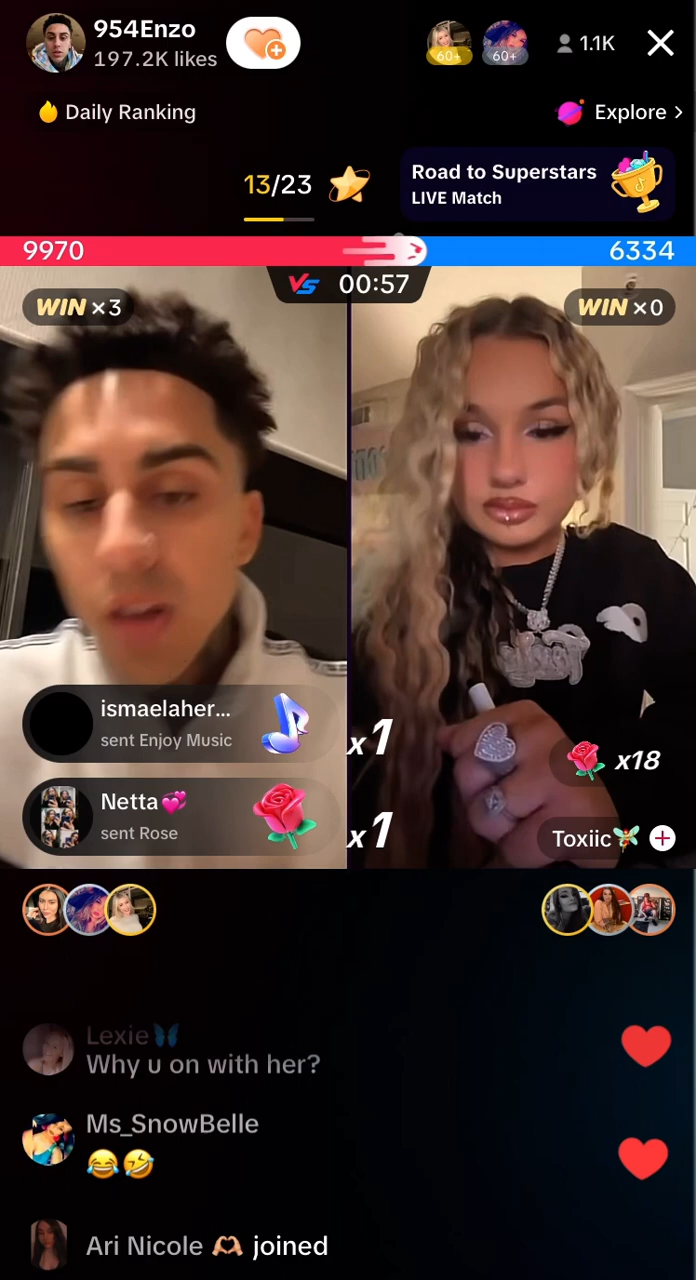 954Enzo
197.2K likes
60+
60+
1.1K
Daily Ranking
Explore >
13/23
Road to Superstars
LIVE Match
9970
6334
VS 00:57
WIN ×3
WIN ×0
ismaelaher...
sent Enjoy Music
x1
x18
Netta💞
sent Rose
x1
Toxiic🧚
Lexie🦋
Why u on with her?
Ms_SnowBelle
😂🤣
Ari Nicole 🫶🏼 joined